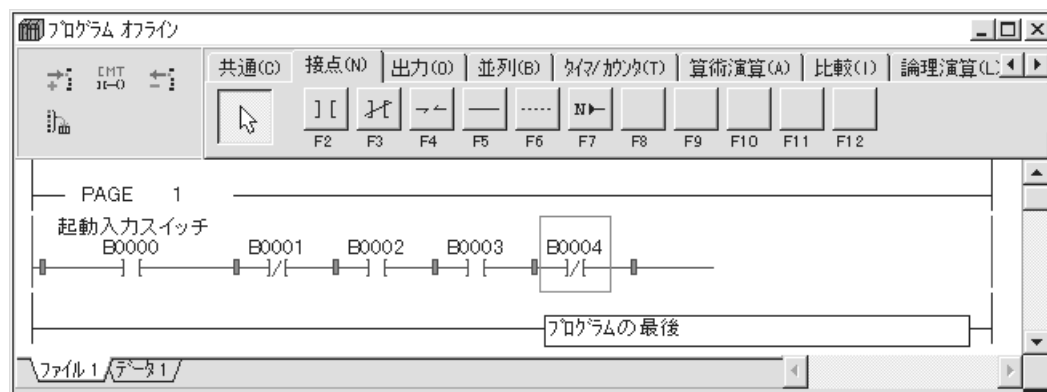 プログラム オフライン
共通(C) 接点(N) 出力(O) 並列(B) タイマ/カウンタ(T) 算術演算(A) 比較(I) 論理演算(L)
CMT
N
F2 F3 F4 F5 F6 F7 F8 F9 F10 F11 F12
PAGE 1
起動入力スイッチ
B0000 B0001 B0002 B0003 B0004
プログラムの最後
ファイル 1 データ 1